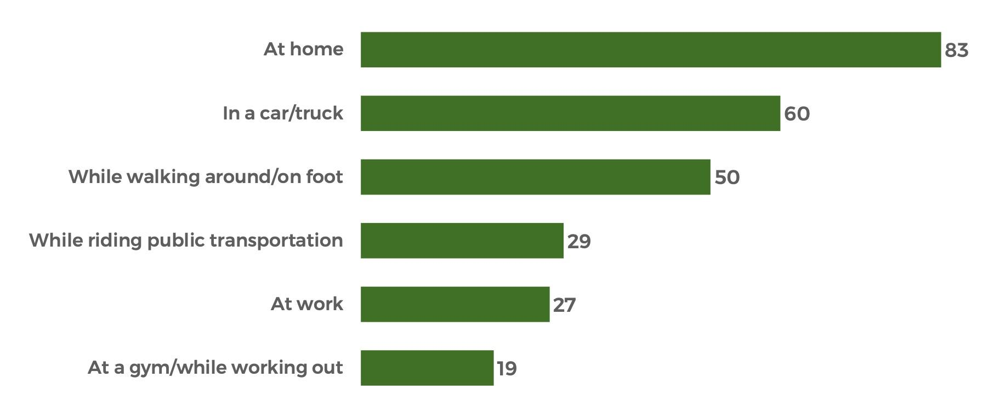 At home 83
In a car/truck 60
While walking around/on foot 50
While riding public transportation 29
At work 27
At a gym/while working out 19